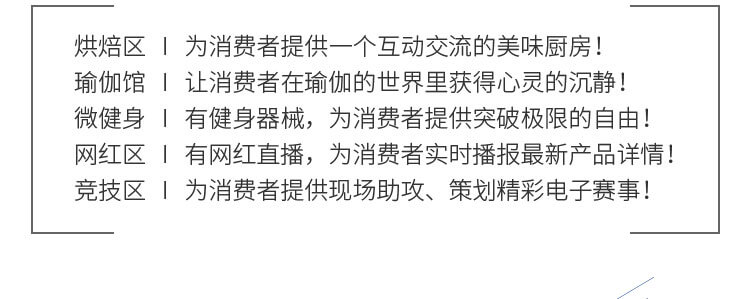 烘焙区 | 为消费者提供一个互动交流的美味厨房！
瑜伽馆 | 让消费者在瑜伽的世界里获得心灵的沉静！
微健身 | 有健身器械，为消费者提供突破极限的自由！
网红区 | 有网红直播，为消费者实时播报最新产品详情！
竞技区 | 为消费者提供现场助攻、策划精彩电子赛事！